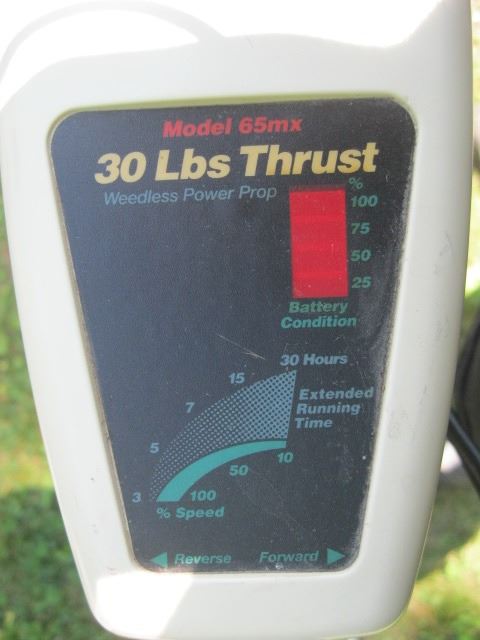 Model 65mx
30 Lbs Thrust
Weedless Power Prop
%
100
75
50
25
Battery
Condition
30 Hours
15
7
5
3
Extended
Running
Time
10
50
100
% Speed
Reverse Forward